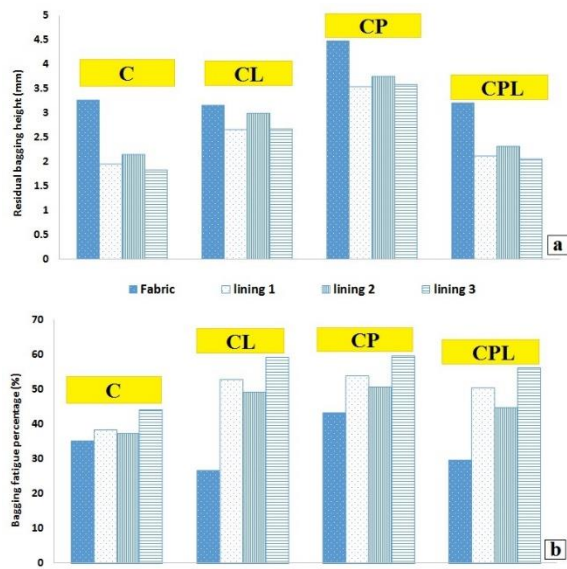 5
4.5
4
3.5
3
2.5
2
1.5
1
0.5
0
Residual bagging height (mm)
C
CL
CP
CPL
a
Fabric lining 1 lining 2 lining 3
70
60
50
40
30
20
10
0
Bagging fatigue percentage (%)
C
CL
CP
CPL
b